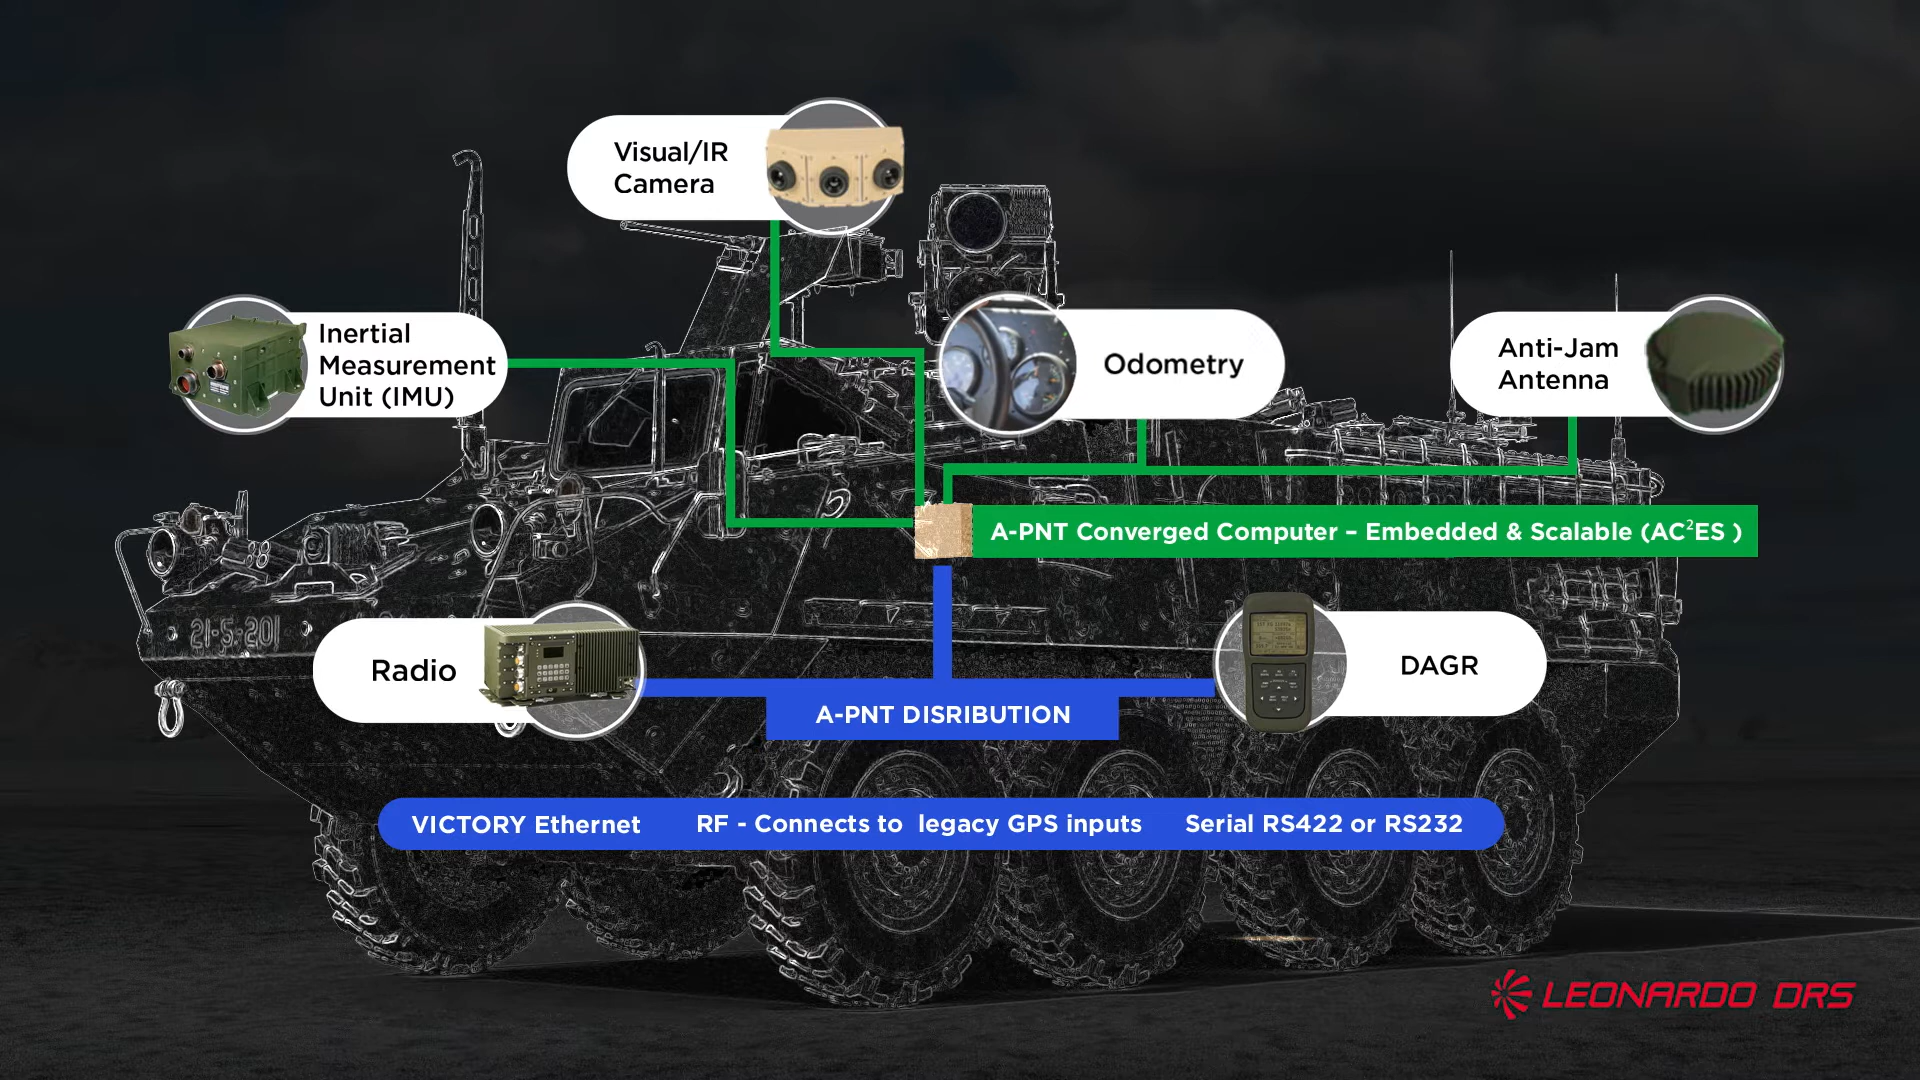 Visual/IR
Camera
Inertial
Measurement
Unit (IMU)
Odometry
Anti-Jam
Antenna
A-PNT Converged Computer – Embedded & Scalable (AC²ES )
21-5-201
Radio
DAGR
A-PNT DISRIBUTION
VICTORY Ethernet
RF - Connects to  legacy GPS inputs
Serial RS422 or RS232
LEONARDO DRS